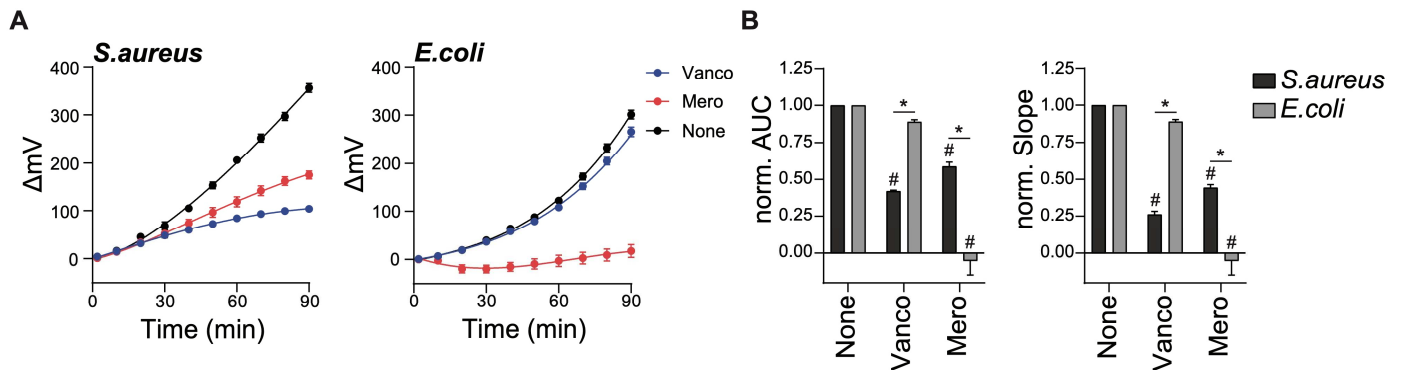 A
S.aureus
400
300
200
100
0
ΔmV
0 30 60 90
Time (min)
E.coli
400
300
200
100
0
ΔmV
0 30 60 90
Time (min)
Vanco
Mero
None
B
1.25
1.00
0.75
0.50
0.25
0.00
norm. AUC
*
*
#
#
#
None
Vanco
Mero
1.25
1.00
0.75
0.50
0.25
0.00
norm. Slope
*
*
#
#
#
None
Vanco
Mero
S.aureus
E.coli